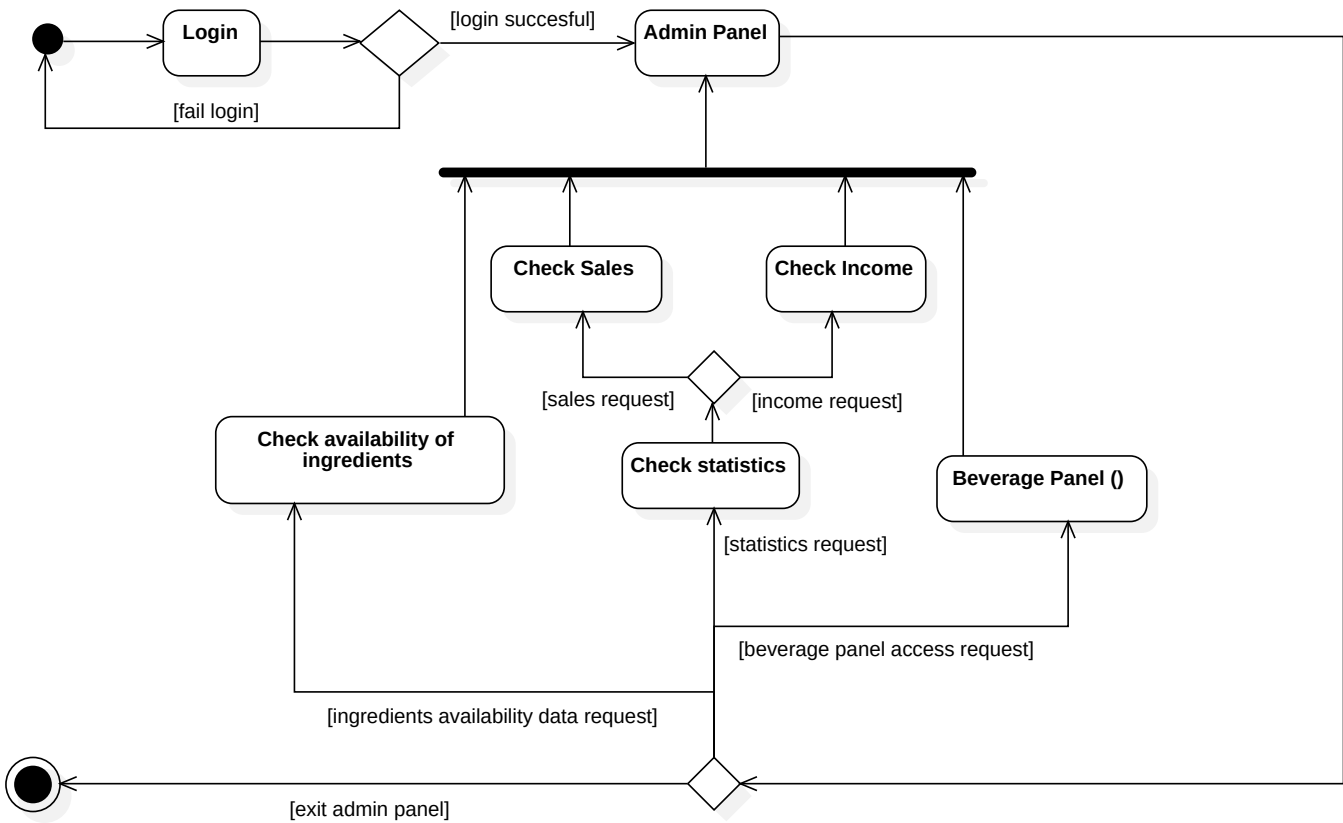 [login succesful]
Login
Admin Panel
[fail login]
Check Sales
Check Income
[sales request]
[income request]
Check availability of
ingredients
Check statistics
Beverage Panel ()
[statistics request]
[beverage panel access request]
[ingredients availability data request]
[exit admin panel]